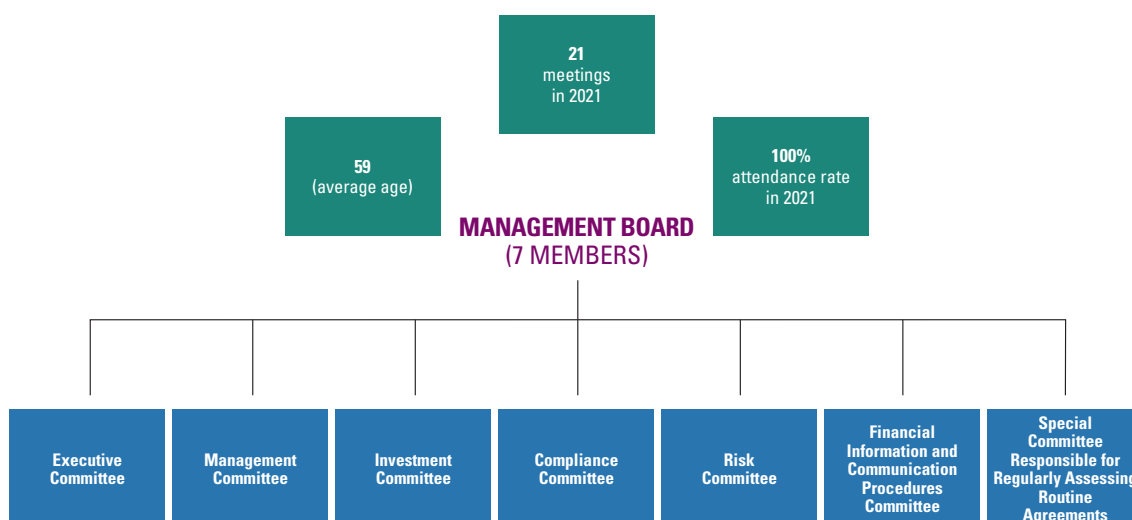 21
meetings
in 2021
59
(average age)
100%
attendance rate
in 2021
MANAGEMENT BOARD
(7 MEMBERS)
Executive
Committee
Management
Committee
Investment
Committee
Compliance
Committee
Risk
Committee
Financial
Information and
Communication
Procedures
Committee
Special
Committee
Responsible for
Regularly Assessing
Routine
Agreements